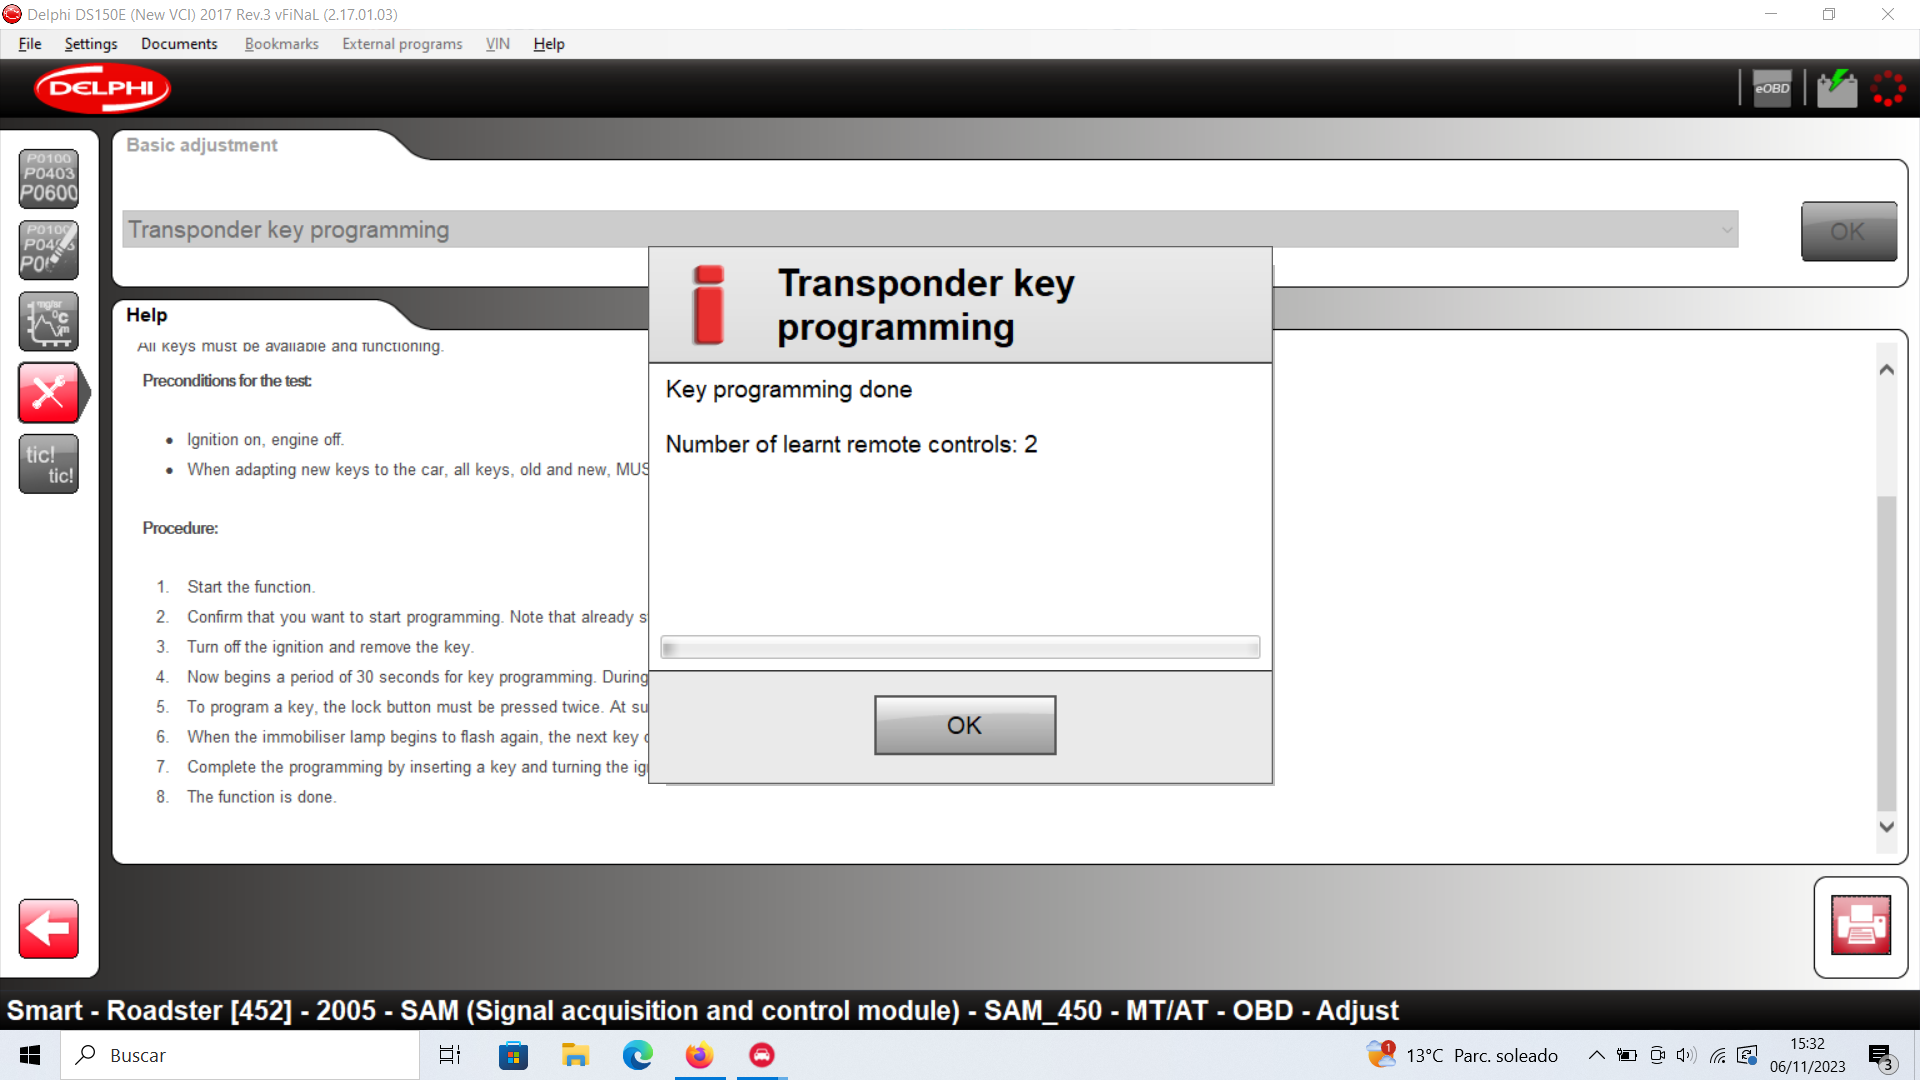 Delphi DS150E (New VCI) 2017 Rev.3 vFiNaL (2.17.01.03)
File Settings Documents Bookmarks External programs VIN Help
DELPHI
eOBD
P0100
P0403
P0600
Basic adjustment
Transponder key programming
OK
P0100
mg/str
°C
tic!
tic!
Help
All keys must be available and functioning.
Preconditions for the test:
• Ignition on, engine off.
• When adapting new keys to the car, all keys, old and new, MUS
Procedure:
1. Start the function.
2. Confirm that you want to start programming. Note that already s
3. Turn off the ignition and remove the key.
4. Now begins a period of 30 seconds for key programming. During
5. To program a key, the lock button must be pressed twice. At su
6. When the immobiliser lamp begins to flash again, the next key
7. Complete the programming by inserting a key and turning the ig
8. The function is done.
Transponder key
programming
Key programming done
Number of learnt remote controls: 2
OK
Smart - Roadster [452] - 2005 - SAM (Signal acquisition and control module) - SAM_450 - MT/AT - OBD - Adjust
Buscar
1
13°C Parc. soleado
15:32
06/11/2023
3